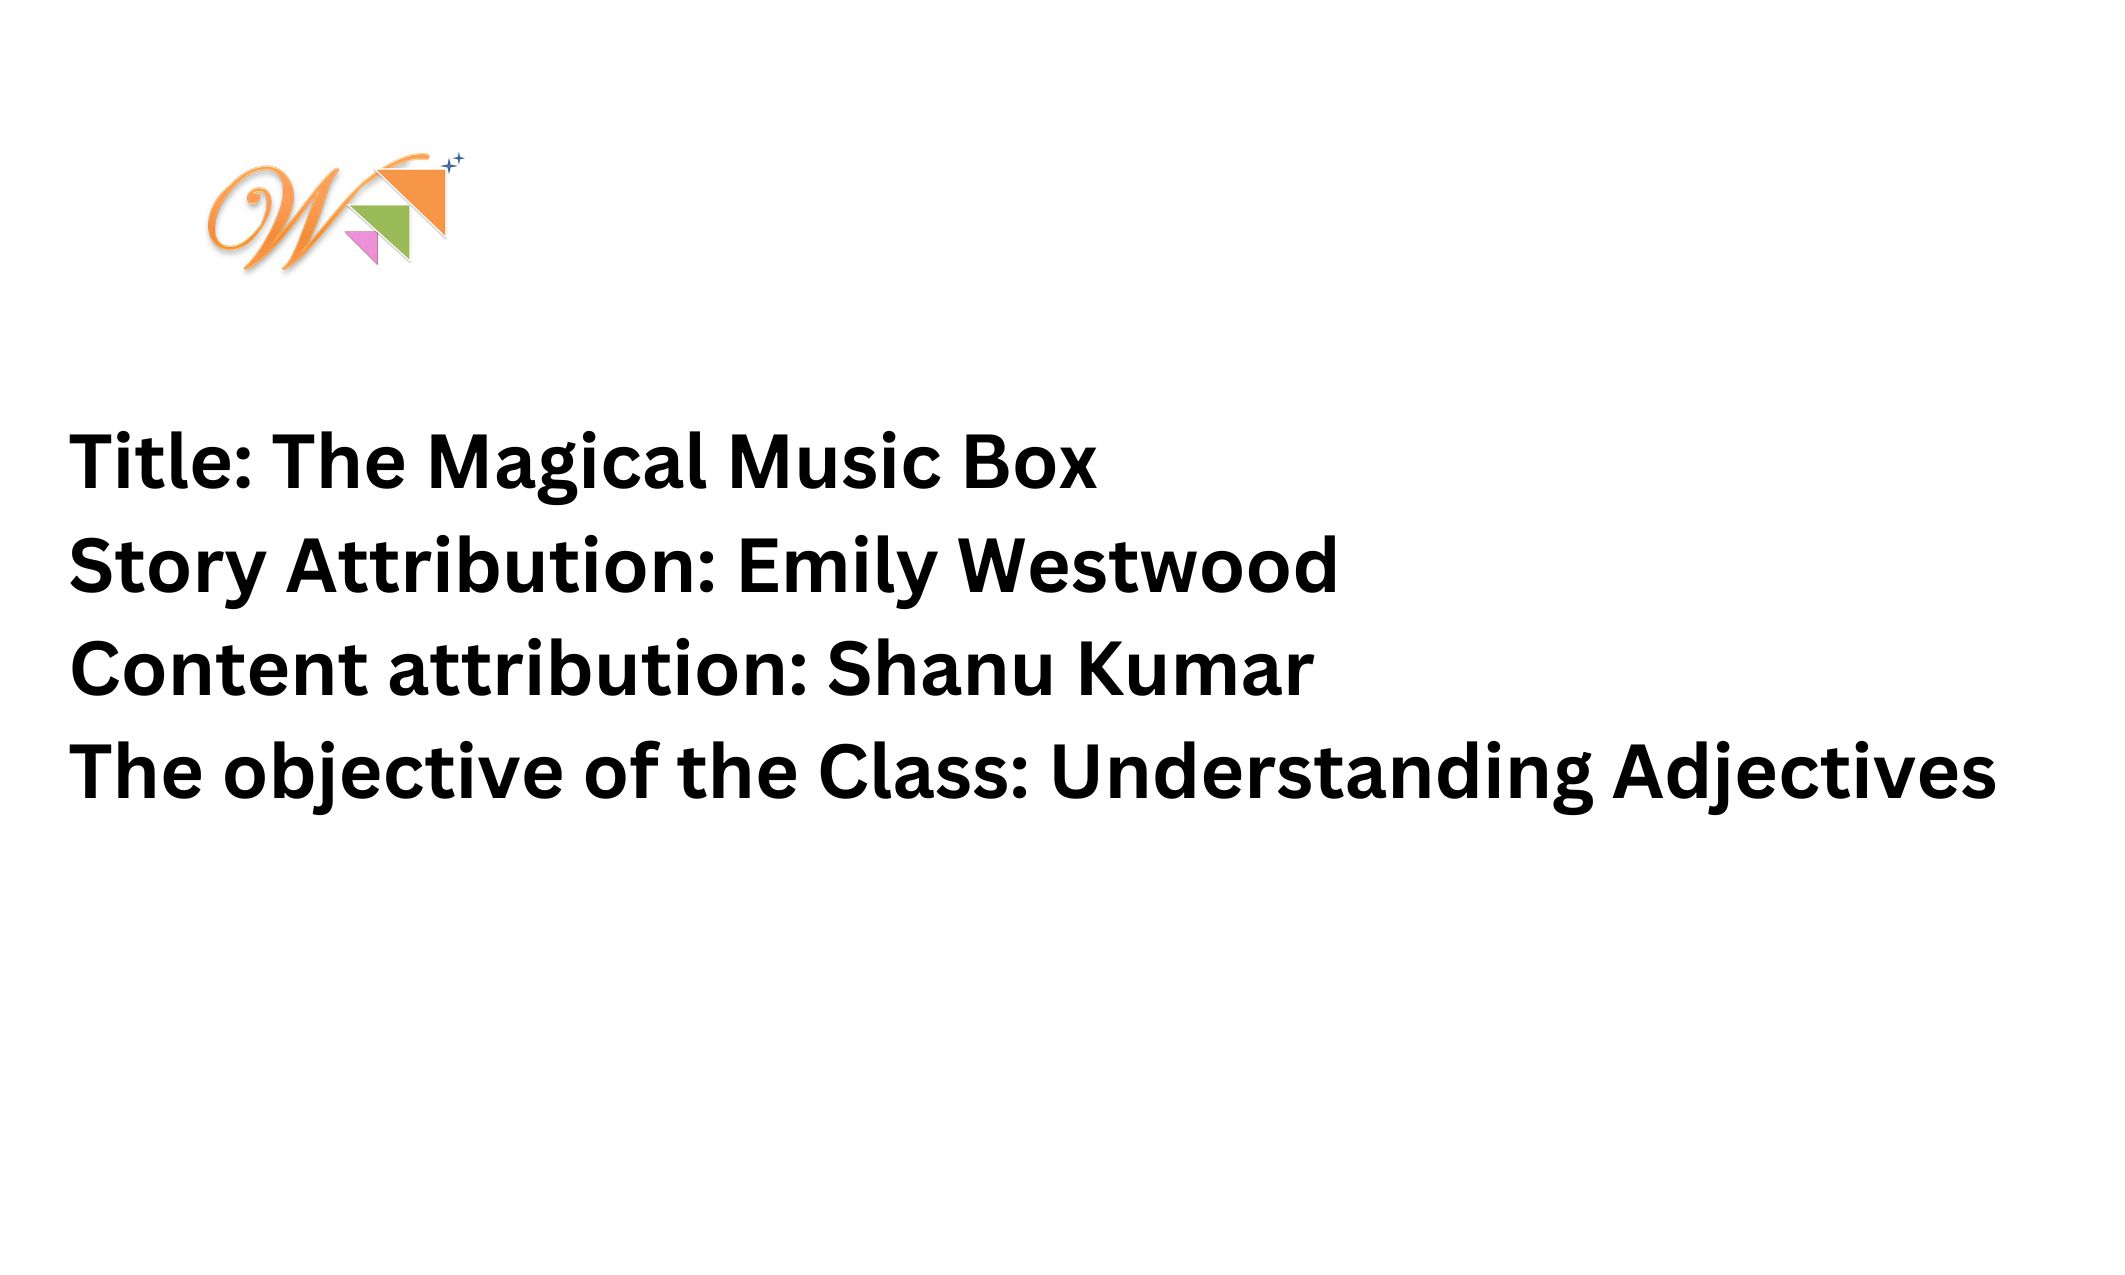 W
Title: The Magical Music Box
Story Attribution: Emily Westwood
Content attribution: Shanu Kumar
The objective of the Class: Understanding Adjectives